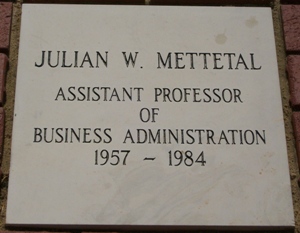 JULIAN W. METTETAL
ASSISTANT PROFESSOR
OF
BUSINESS ADMINISTRATION
1957 - 1984